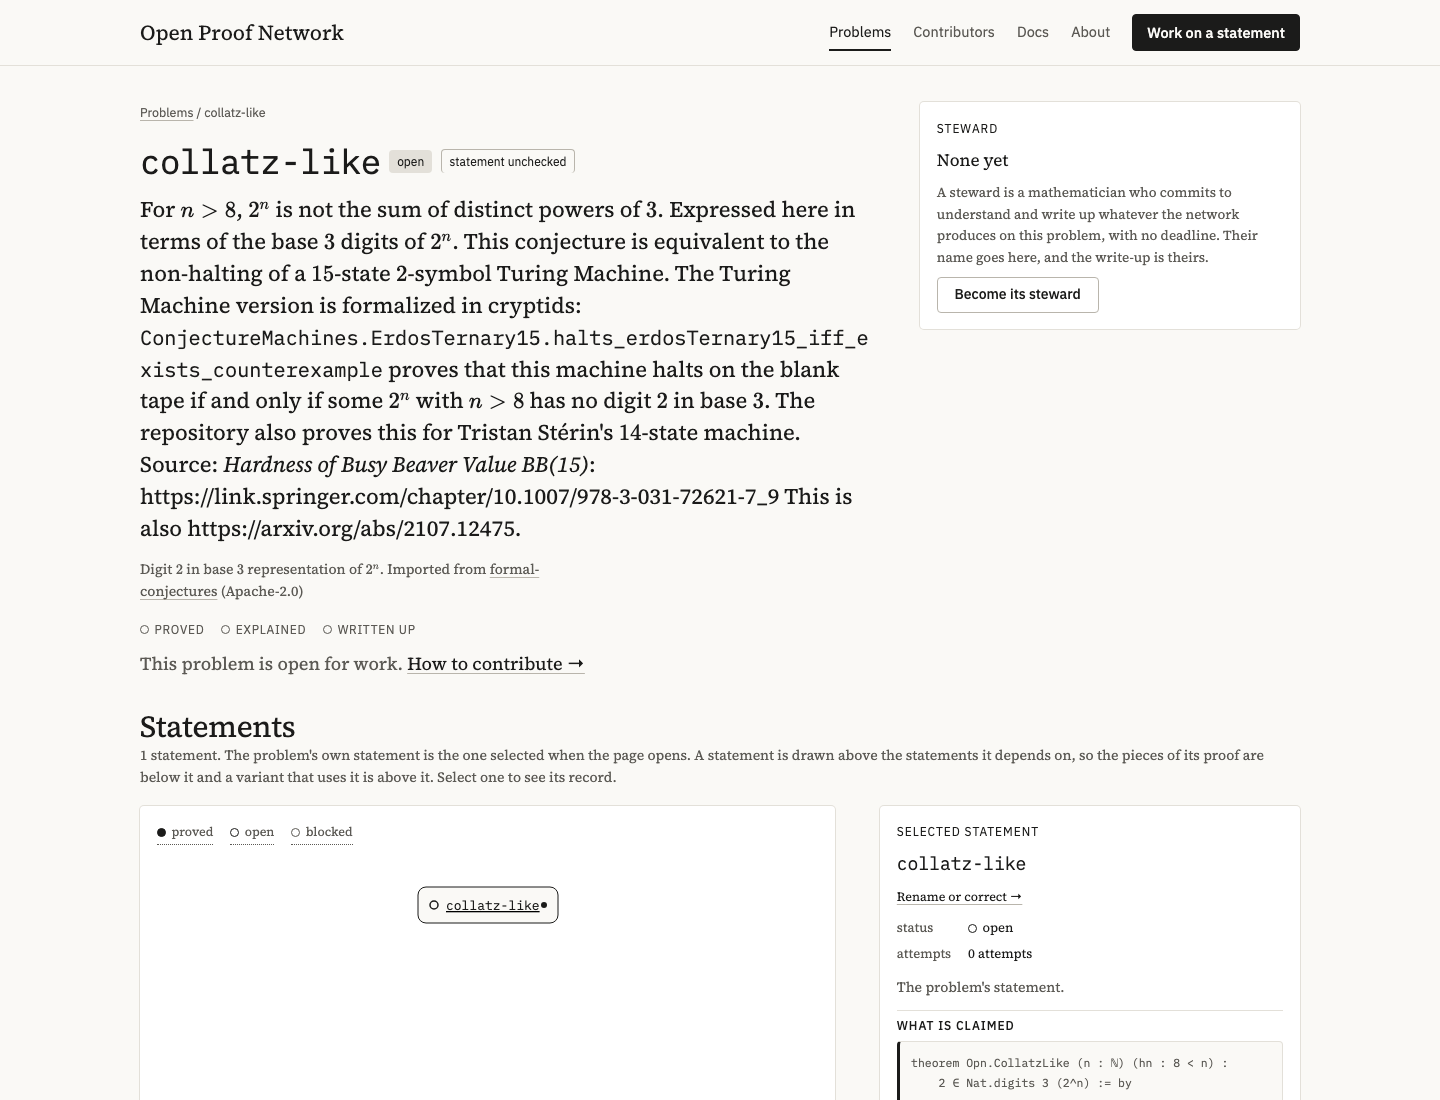 Open Proof Network
Problems Contributors Docs About Work on a statement
Problems / collatz-like
collatz-like open statement unchecked
For n > 8, 2ⁿ is not the sum of distinct powers of 3. Expressed here in
terms of the base 3 digits of 2ⁿ. This conjecture is equivalent to the
non-halting of a 15-state 2-symbol Turing Machine. The Turing
Machine version is formalized in cryptids:
ConjectureMachines.ErdosTernary15.halts_erdosTernary15_iff_e
xists_counterexample proves that this machine halts on the blank
tape if and only if some 2ⁿ with n > 8 has no digit 2 in base 3. The
repository also proves this for Tristan Stérin's 14-state machine.
Source: Hardness of Busy Beaver Value BB(15):
https://link.springer.com/chapter/10.1007/978-3-031-72621-7_9 This is
also https://arxiv.org/abs/2107.12475.
Digit 2 in base 3 representation of 2ⁿ. Imported from formal-
conjectures (Apache-2.0)
PROVED EXPLAINED WRITTEN UP
This problem is open for work. How to contribute →
STEWARD
None yet
A steward is a mathematician who commits to
understand and write up whatever the network
produces on this problem, with no deadline. Their
name goes here, and the write-up is theirs.
Become its steward
Statements
1 statement. The problem's own statement is the one selected when the page opens. A statement is drawn above the statements it depends on, so the pieces of its proof are
below it and a variant that uses it is above it. Select one to see its record.
proved open blocked
collatz-like
SELECTED STATEMENT
collatz-like
Rename or correct →
status open
attempts 0 attempts
The problem's statement.
WHAT IS CLAIMED
theorem Opn.CollatzLike (n : ℕ) (hn : 8 < n) :
2 ∈ Nat.digits 3 (2^n) := by